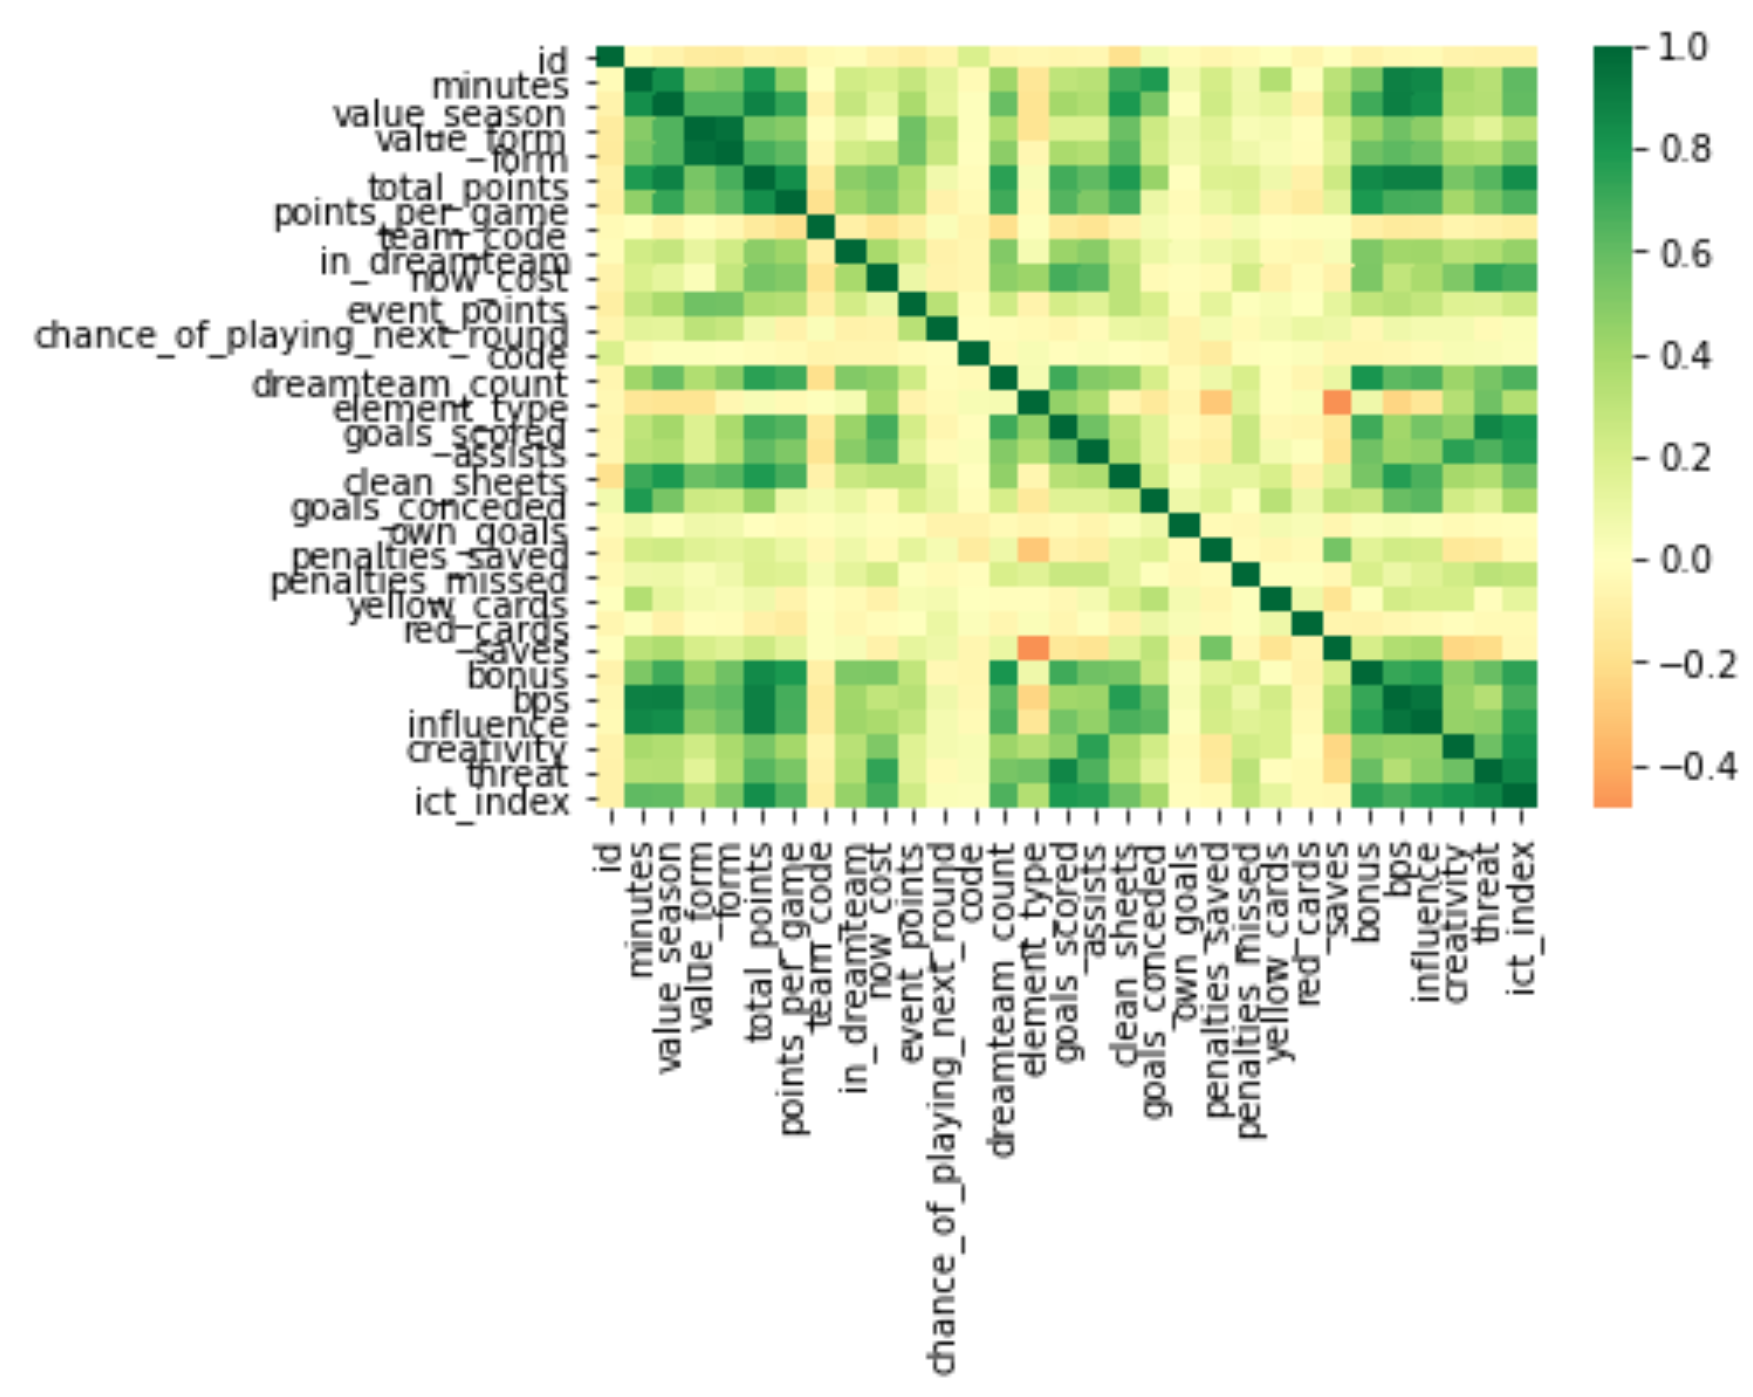 id
minutes
value_season
value_form
form
total_points
points_per_game
team_code
in_dreamteam
now_cost
event_points
chance_of_playing_next_round
code
dreamteam_count
element_type
goals_scored
assists
clean_sheets
goals_conceded
own_goals
penalties_saved
penalties_missed
yellow_cards
red_cards
saves
bonus
bps
influence
creativity
threat
ict_index
id
minutes
value_season
value_form
form
total_points
points_per_game
team_code
in_dreamteam
now_cost
event_points
chance_of_playing_next_round
code
dreamteam_count
element_type
goals_scored
assists
clean_sheets
goals_conceded
own_goals
penalties_saved
penalties_missed
yellow_cards
red_cards
saves
bonus
bps
influence
creativity
threat
ict_index
1.0
0.8
0.6
0.4
0.2
0.0
−0.2
−0.4